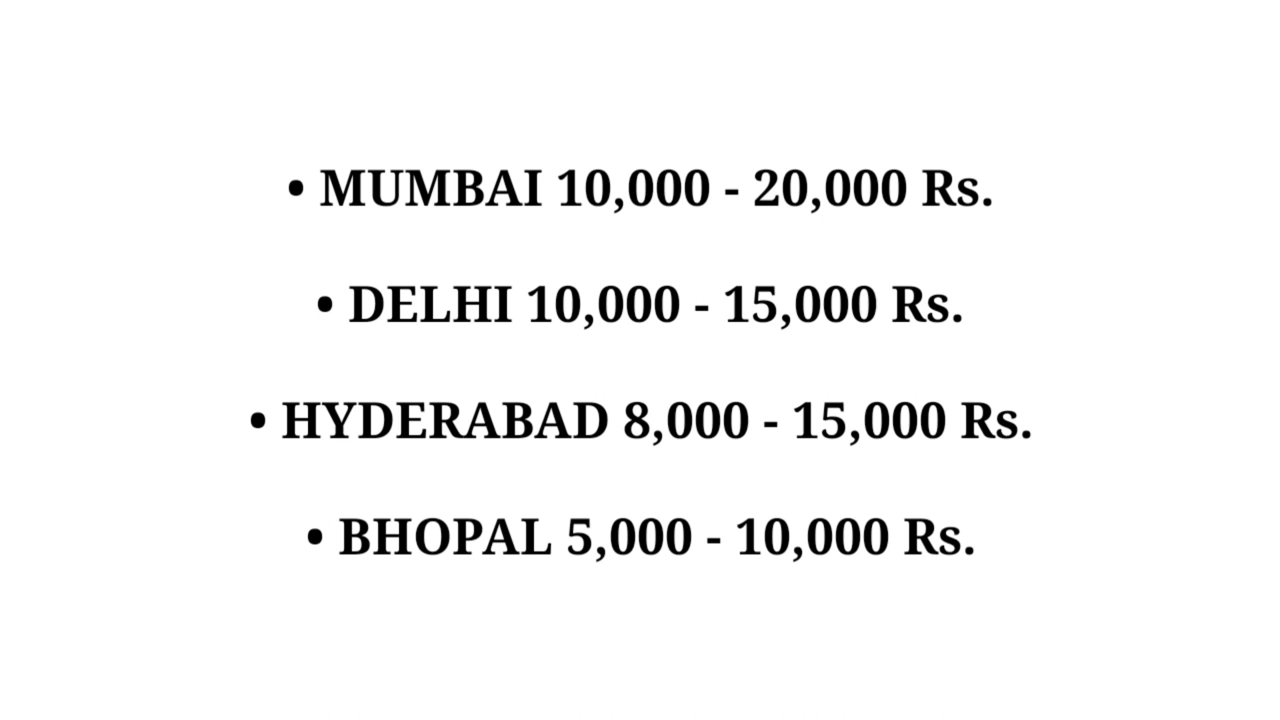 • MUMBAI 10,000 - 20,000 Rs.
• DELHI 10,000 - 15,000 Rs.
• HYDERABAD 8,000 - 15,000 Rs.
• BHOPAL 5,000 - 10,000 Rs.